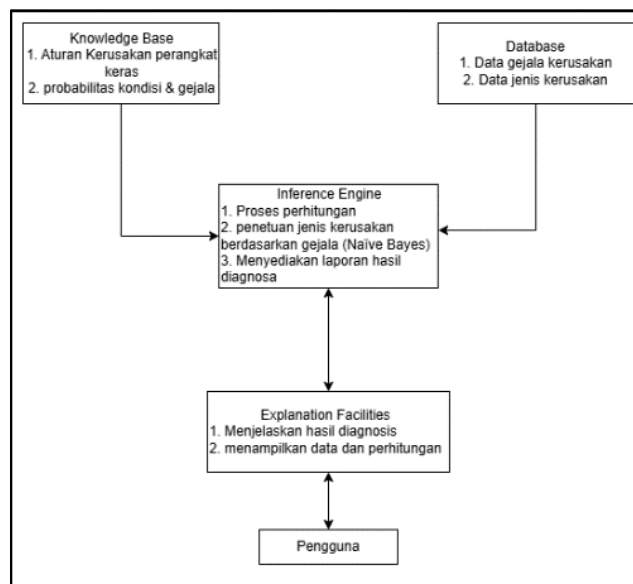 Knowledge Base
1. Aturan Kerusakan perangkat
keras
2. probabilitas kondisi & gejala
Database
1. Data gejala kerusakan
2. Data jenis kerusakan
Inference Engine
1. Proses perhitungan
2. penetuan jenis kerusakan
berdasarkan gejala (Naïve Bayes)
3. Menyediakan laporan hasil
diagnosa
Explanation Facilities
1. Menjelaskan hasil diagnosis
2. menampilkan data dan perhitungan
Pengguna